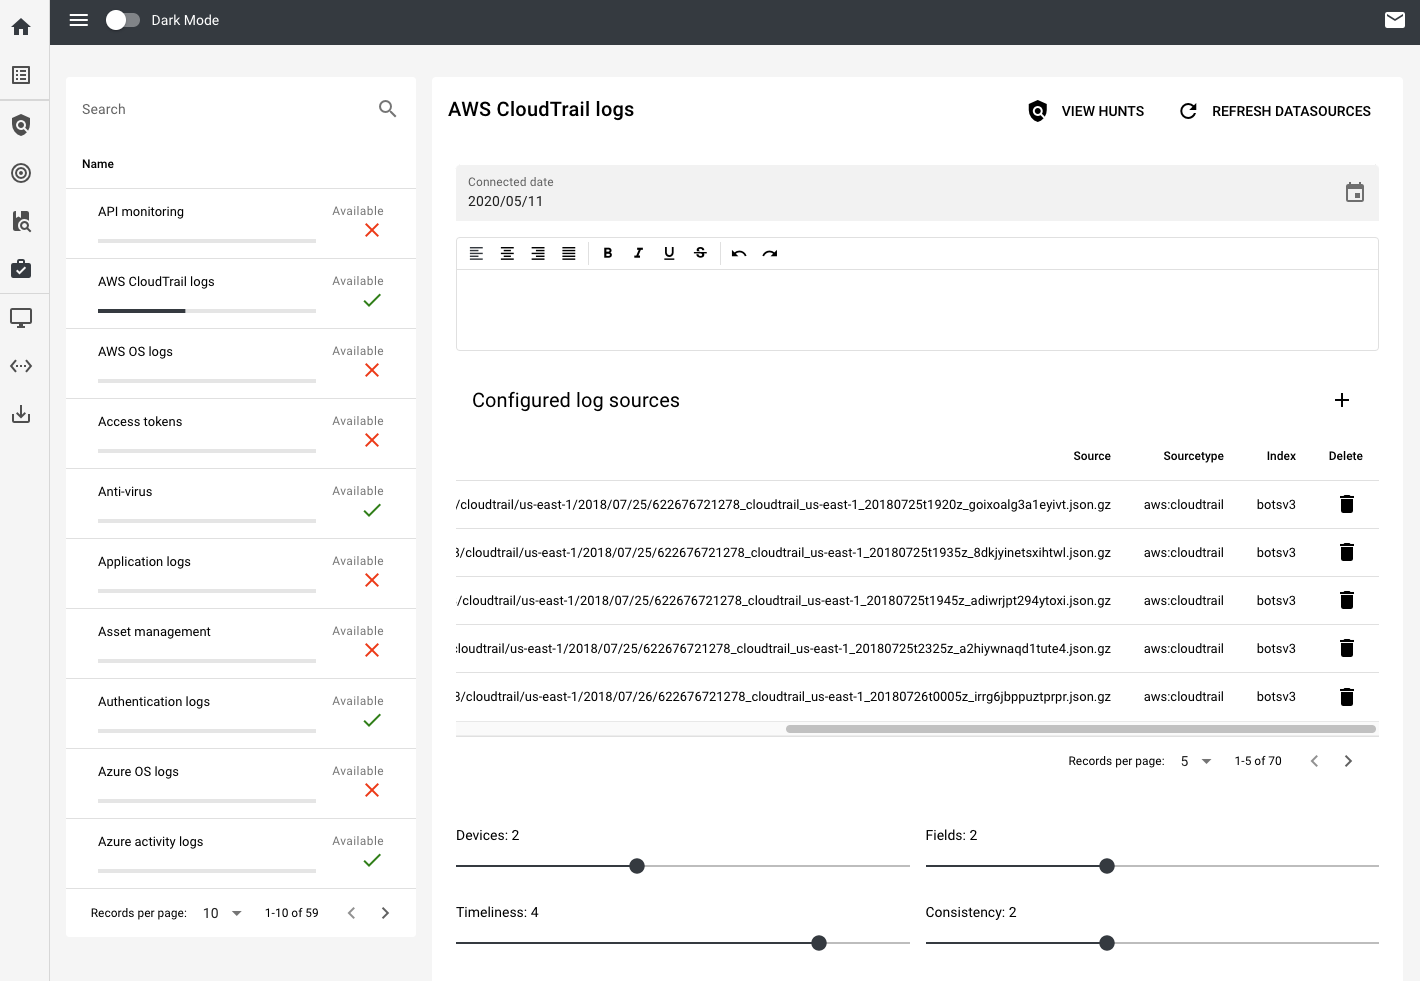 Dark Mode
Search
Name
API monitoring
Available
AWS CloudTrail logs
Available
AWS OS logs
Available
Access tokens
Available
Anti-virus
Available
Application logs
Available
Asset management
Available
Authentication logs
Available
Azure OS logs
Available
Azure activity logs
Available
Records per page: 10 1-10 of 59
AWS CloudTrail logs
VIEW HUNTS
REFRESH DATASOURCES
Connected date
2020/05/11
Configured log sources
Source Sourcetype Index Delete
/cloudtrail/us-east-1/2018/07/25/622676721278_cloudtrail_us-east-1_20180725t1920z_goixoalg3a1eyivt.json.gz aws:cloudtrail botsv3
3/cloudtrail/us-east-1/2018/07/25/622676721278_cloudtrail_us-east-1_20180725t1935z_8dkjyinetsxihtwl.json.gz aws:cloudtrail botsv3
/cloudtrail/us-east-1/2018/07/25/622676721278_cloudtrail_us-east-1_20180725t1945z_adiwrjpt294ytoxi.json.gz aws:cloudtrail botsv3
cloudtrail/us-east-1/2018/07/25/622676721278_cloudtrail_us-east-1_20180725t2325z_a2hiywnaqd1tute4.json.gz aws:cloudtrail botsv3
3/cloudtrail/us-east-1/2018/07/26/622676721278_cloudtrail_us-east-1_20180726t0005z_irrg6jbppuztprpr.json.gz aws:cloudtrail botsv3
Records per page: 5 1-5 of 70
Devices: 2
Fields: 2
Timeliness: 4
Consistency: 2